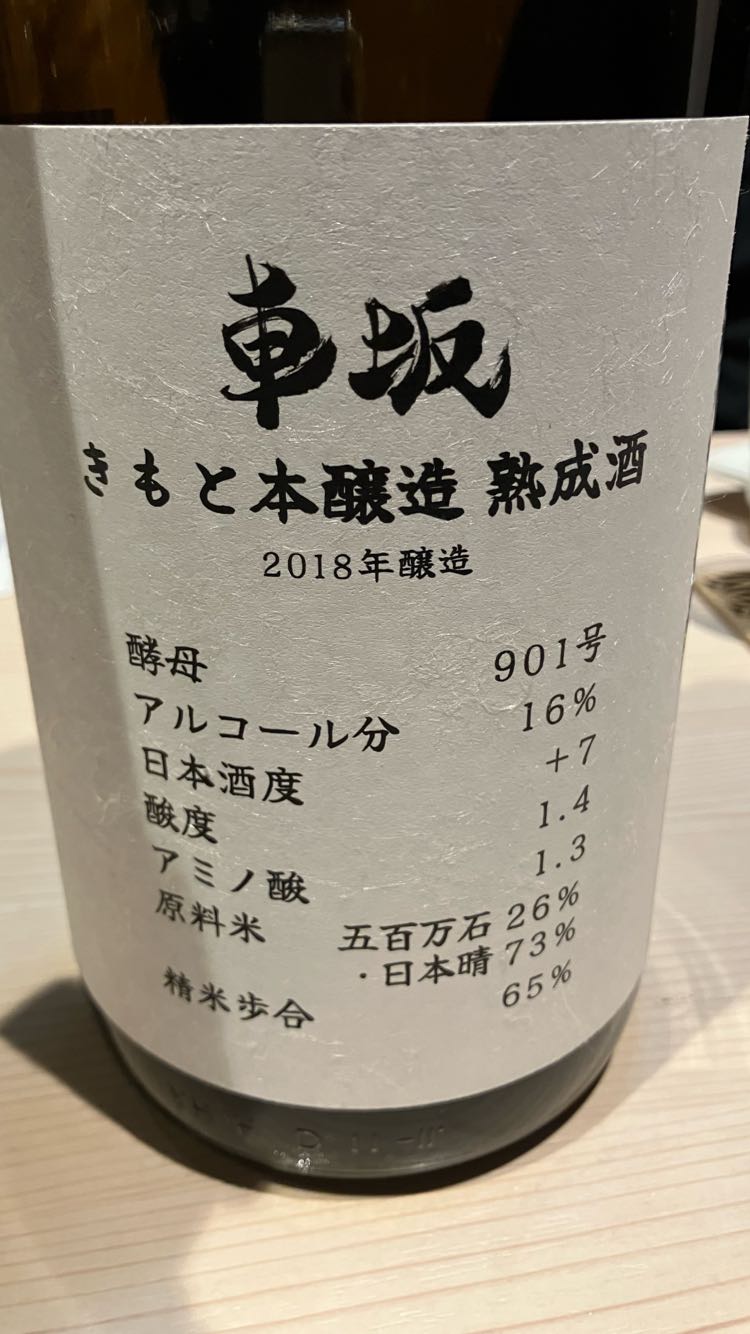 車坂
きもと本醸造 熟成酒
2018年醸造
酵母 901号
アルコール分 16%
日本酒度 +7
酸度 1.4
アミノ酸 1.3
原料米 五百万石 26%
・日本晴 73%
精米歩合 65%